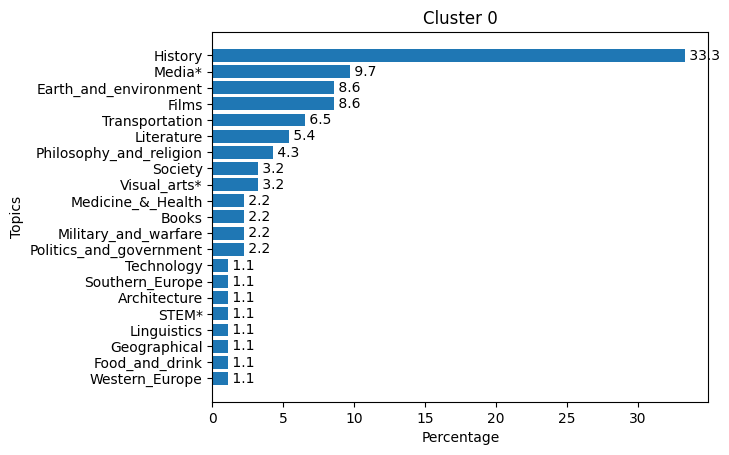 Cluster 0
History 33.3
Media* 9.7
Earth_and_environment 8.6
Films 8.6
Transportation 6.5
Literature 5.4
Philosophy_and_religion 4.3
Society 3.2
Visual_arts* 3.2
Medicine_&_Health 2.2
Books 2.2
Military_and_warfare 2.2
Politics_and_government 2.2
Technology 1.1
Southern_Europe 1.1
Architecture 1.1
STEM* 1.1
Linguistics 1.1
Geographical 1.1
Food_and_drink 1.1
Western_Europe 1.1
Topics
0 5 10 15 20 25 30
Percentage